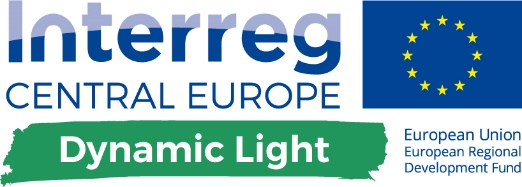 Interreg
CENTRAL EUROPE
Dynamic Light
European Union
European Regional
Development Fund